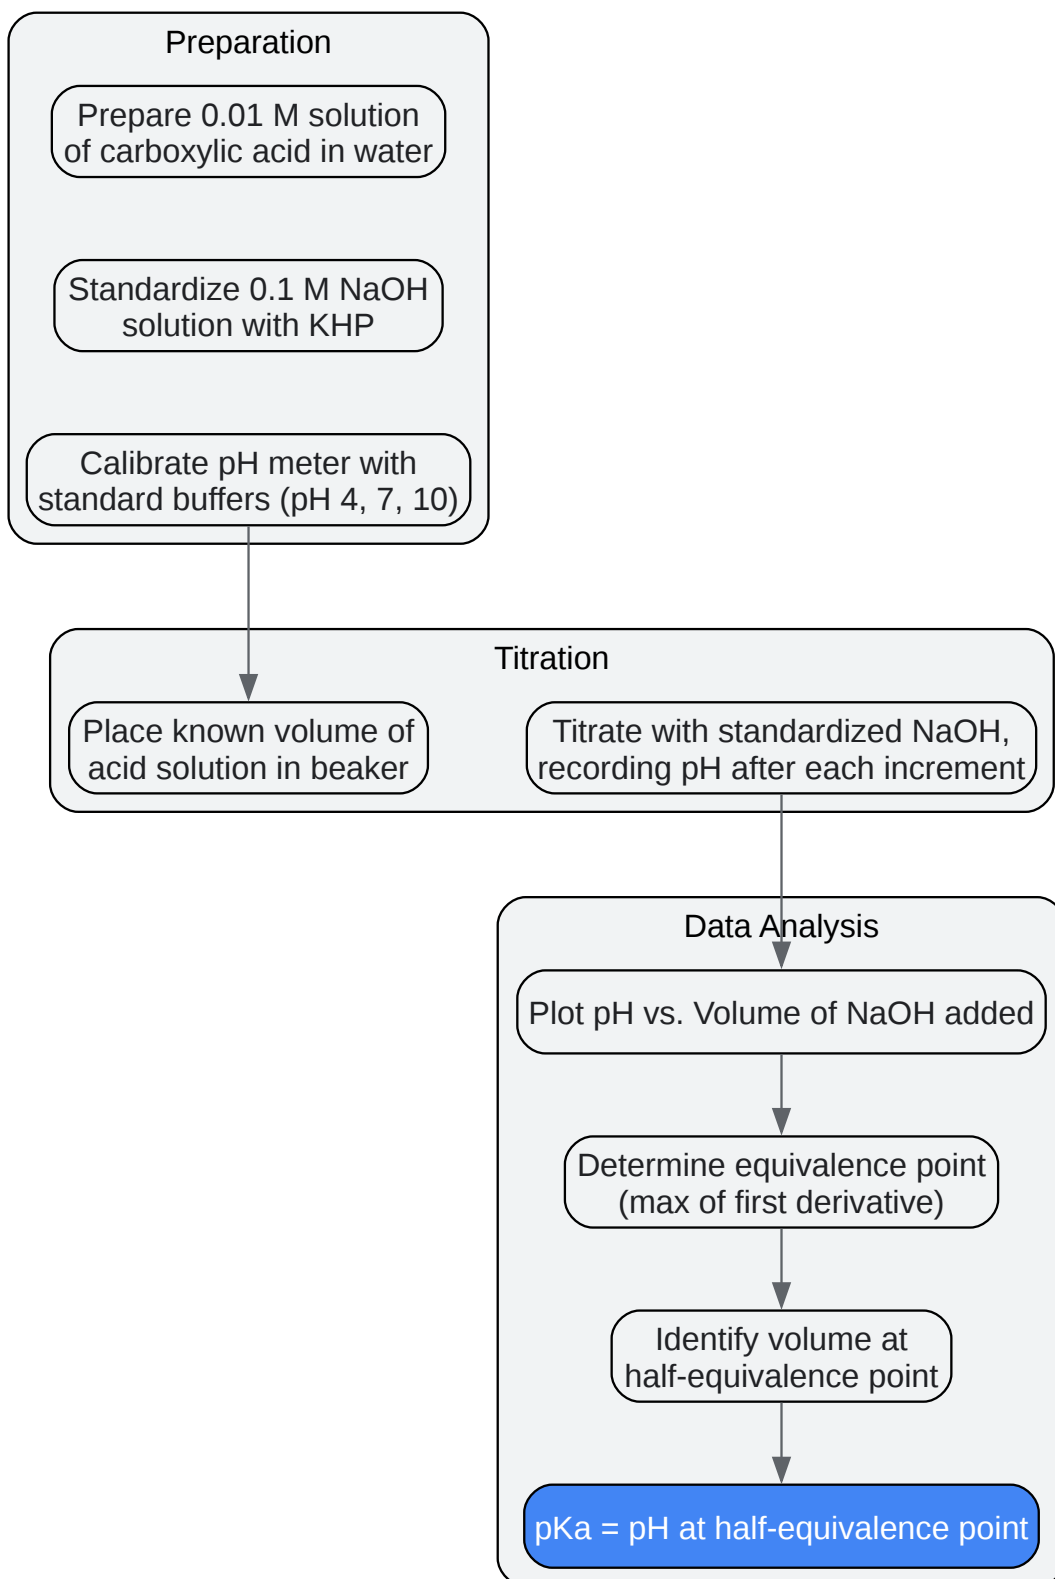 Preparation
Prepare 0.01 M solution
of carboxylic acid in water
Standardize 0.1 M NaOH
solution with KHP
Calibrate pH meter with
standard buffers (pH 4, 7, 10)
Titration
Place known volume of
acid solution in beaker
Titrate with standardized NaOH,
recording pH after each increment
Data Analysis
Plot pH vs. Volume of NaOH added
Determine equivalence point
(max of first derivative)
Identify volume at
half-equivalence point
pKa = pH at half-equivalence point